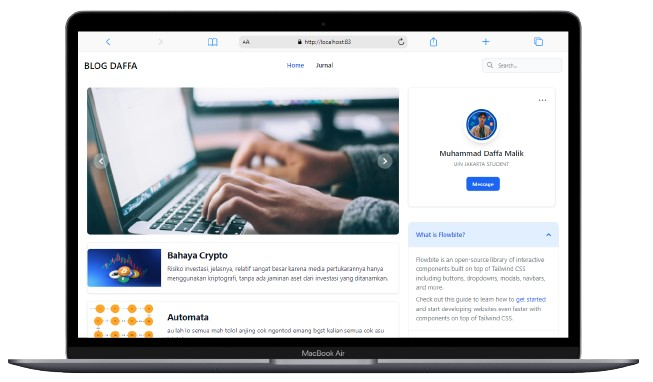 AA
http://localhost:83
BLOG DAFFA
Home
Jurnal
Search..
Muhammad Daffa Malik
UIN JAKARTA STUDENT
Message
Bahaya Crypto
Risiko investasi, jelasnya, relatif sangat besar karena media pertukarannya hanya
menggunakan kriptografi, tanpa ada jaminan aset dari investasi yang ditanamkan.
Automata
au lah lo semua mah tolol anjing cok ngentod omang bgst kalian semua cok asu
What is Flowbite?
Flowbite is an open-source library of interactive
components built on top of Tailwind CSS
including buttons, dropdowns, modals, navbars,
and more.
Check out this guide to learn how to get started
and start developing websites even faster with
components on top of Tailwind CSS.
MacBook Air